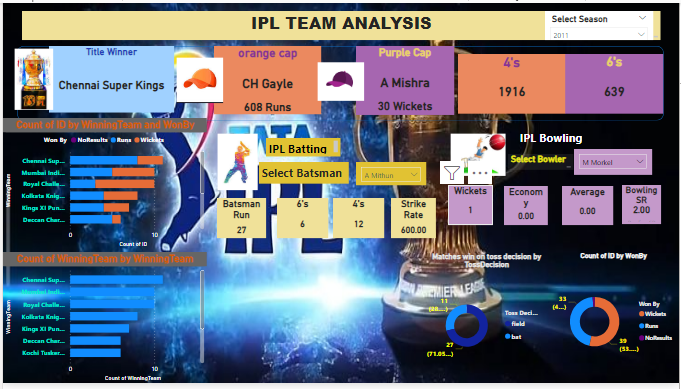 IPL TEAM ANALYSIS
Select Season
2011
Title Winner
Chennai Super Kings
orange cap
CH Gayle
608 Runs
Purple Cap
A Mishra
30 Wickets
4's
1916
6's
639
Count of ID by WinningTeam and WonBy
Won By NoResults Runs Wickets
WinningTeam
Chennai Sup...
Mumbai Indi...
Royal Challe...
Kolkata Knig...
Kings XI Pun...
Deccan Char...
0 10
Count of ID
IPL Batting
Select Batsman
A Mithun
Batsman Run
27
6's
6
4's
12
Strike Rate
600.00
IPL Bowling
Select Bowler
M Morkel
Wickets
1
Econom
y
0.00
Average
0.00
Bowling SR
2.00
Count of WinningTeam by WinningTeam
WinningTeam
Chennai Sup...
Mumbai Indi...
Royal Challe...
Kolkata Knig...
Kings XI Pun...
Deccan Char...
Kochi Tusker...
0 10
Count of WinningTeam
Matches win on toss decision by
TossDecision
11
27
(71.05...)
Toss Deci...
field
bat
Count of ID by WonBy
33
(4...)
39
(53....)
Won By
Wickets
Runs
NoResults
PREMIER LEAGUE